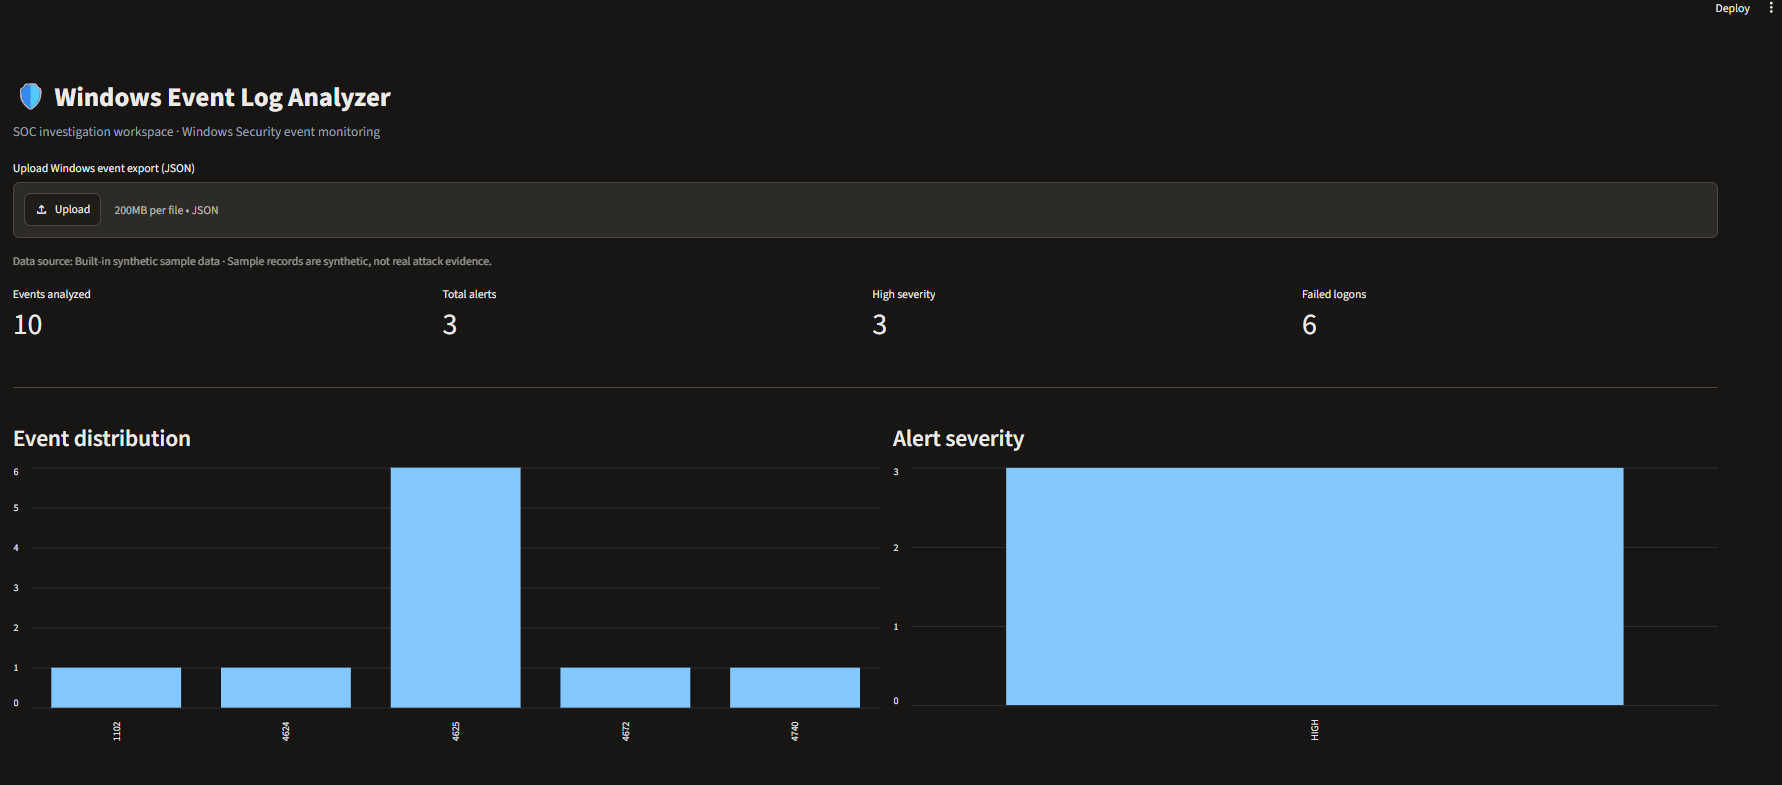 Deploy
Windows Event Log Analyzer
SOC investigation workspace · Windows Security event monitoring
Upload Windows event export (JSON)
Upload
200MB per file • JSON
Data source: Built-in synthetic sample data · Sample records are synthetic, not real attack evidence.
Events analyzed
10
Total alerts
3
High severity
3
Failed logons
6
Event distribution
6
5
4
3
2
1
0
1102
4624
4625
4672
4740
Alert severity
3
2
1
0
HIGH